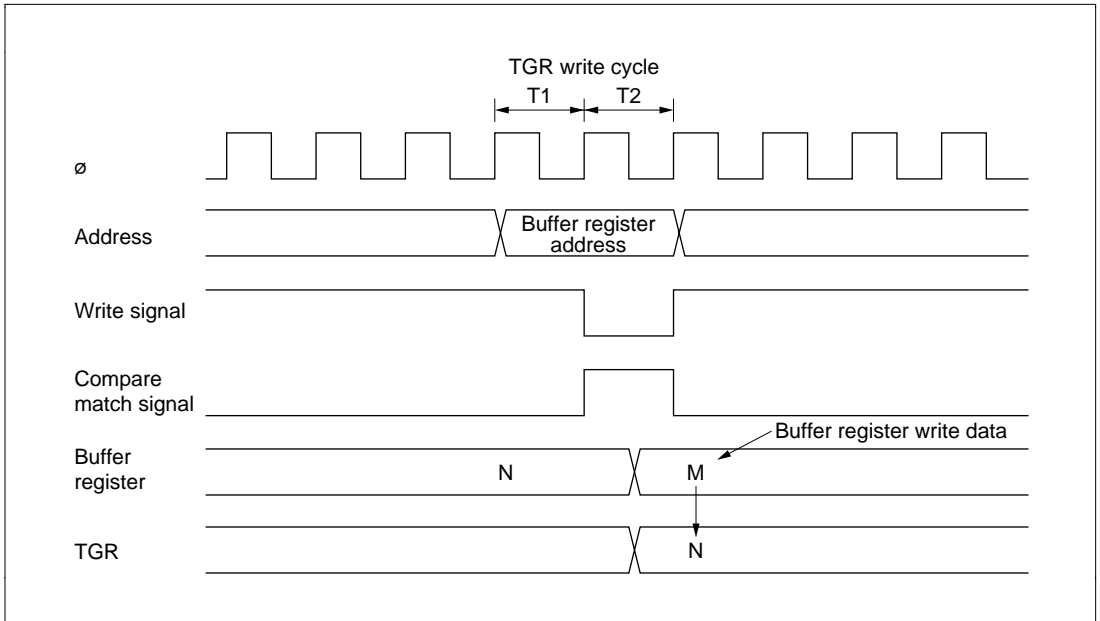 TGR write cycle
T1 T2
ø
Address
Buffer register
address
Write signal
Compare
match signal
Buffer register write data
Buffer
register
N M
TGR
N